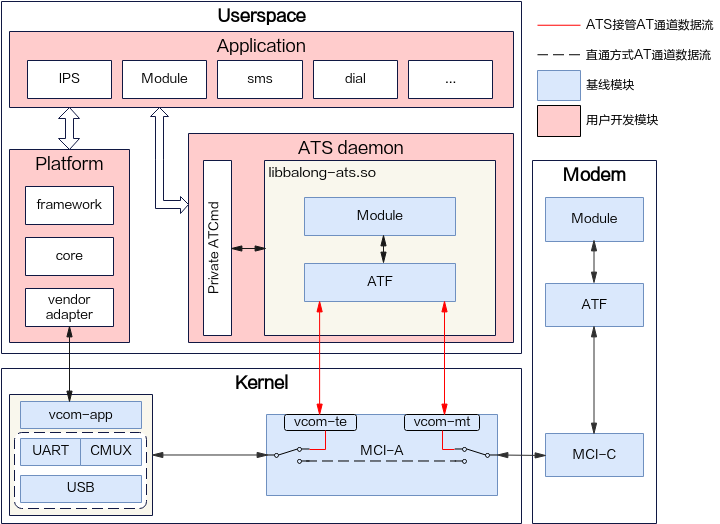 Userspace
Application
IPS
Module
sms
dial
...
Platform
framework
core
vendor
adapter
ATS daemon
Private ATCmd
libbalong-ats.so
Module
ATF
Kernel
vcom-app
UART
CMUX
USB
vcom-te
vcom-mt
MCI-A
Modem
Module
ATF
MCI-C
ATS接管AT通道数据流
直通方式AT通道数据流
基线模块
用户开发模块